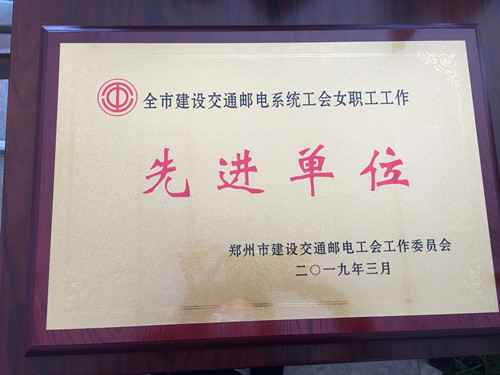 全市建设交通邮电系统工会女职工工作
先进单位
郑州市建设交通邮电工会工作委员会
二〇一九年三月